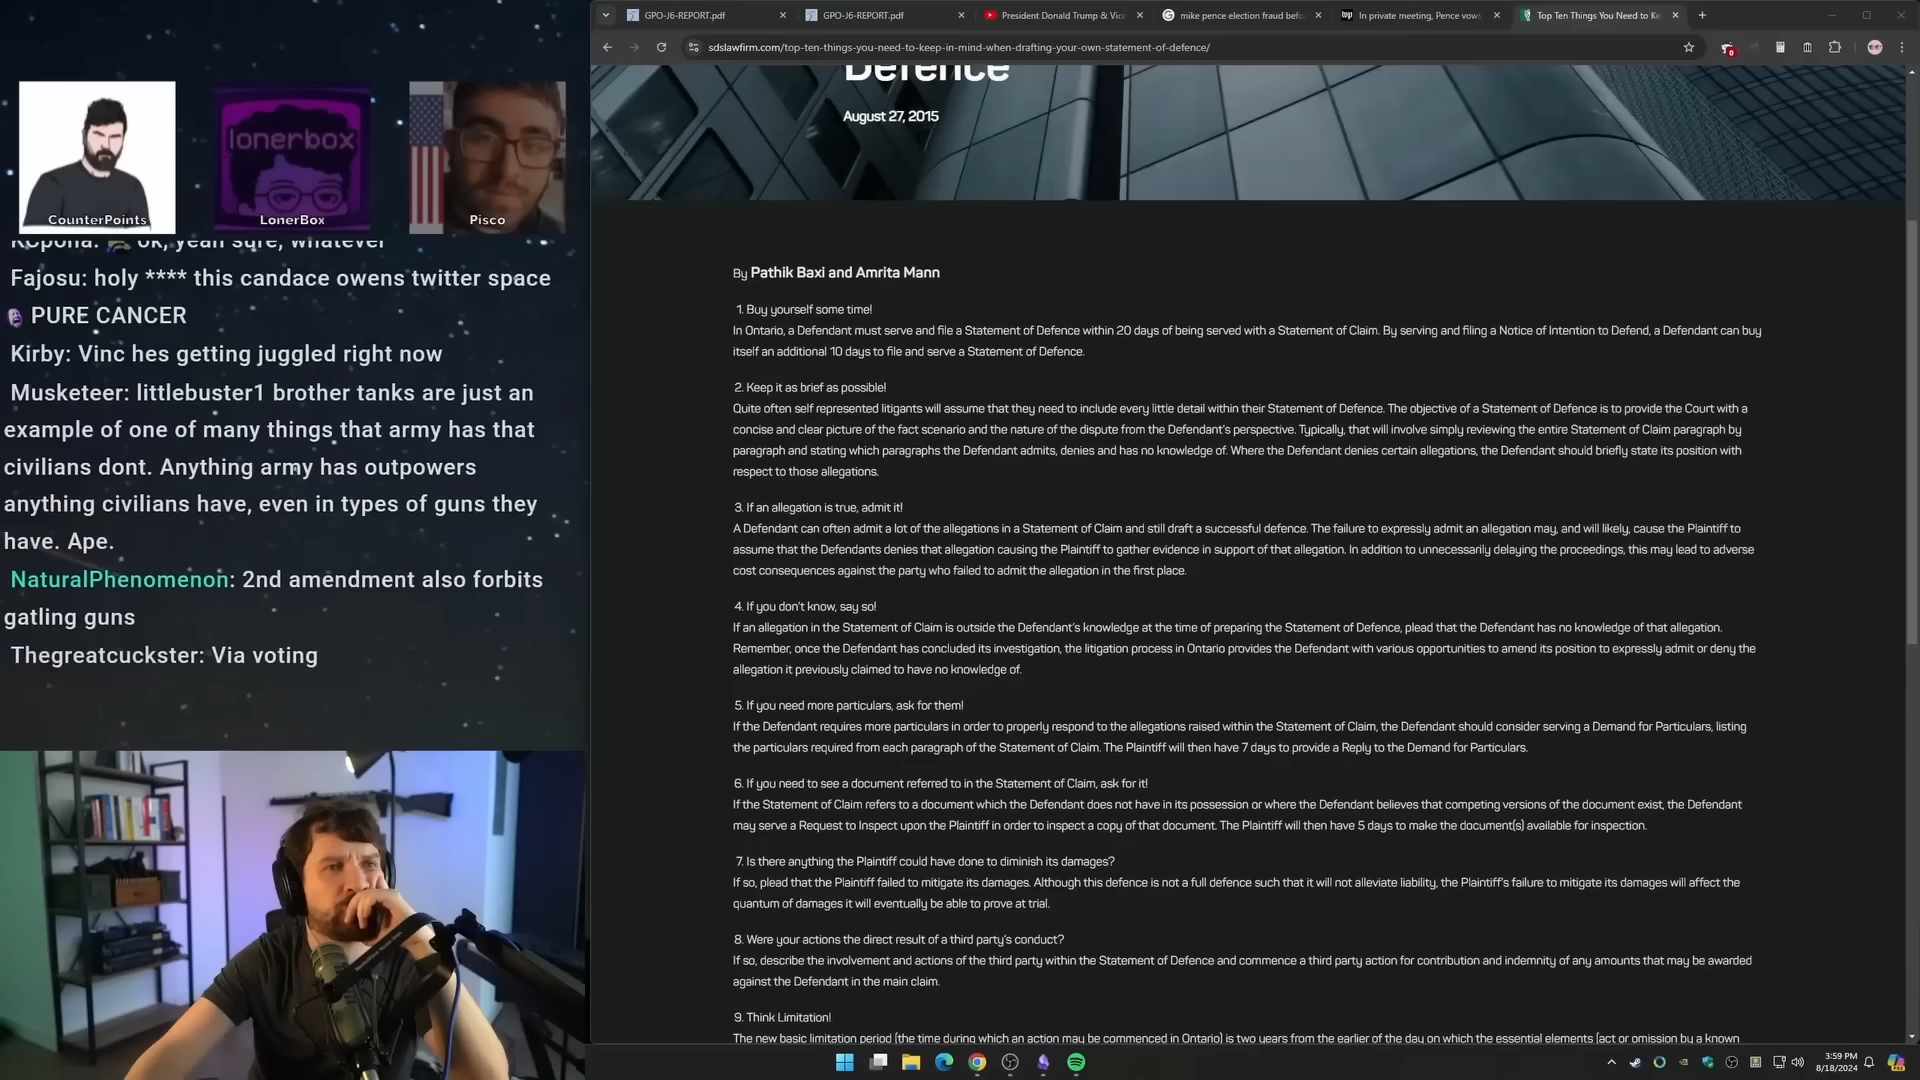 GPO-J6-REPORT.pdf
GPO-J6-REPORT.pdf
President Donald Trump & Vice
mike pence election fraud befo
In private meeting, Pence vows
Top Ten Things You Need to Ke
sdslawfirm.com/top-ten-things-you-need-to-keep-in-mind-when-drafting-your-own-statement-of-defence/
Defence
August 27, 2015
By Pathik Baxi and Amrita Mann
1. Buy yourself some time!
In Ontario, a Defendant must serve and file a Statement of Defence within 20 days of being served with a Statement of Claim. By serving and filing a Notice of Intention to Defend, a Defendant can buy
itself an additional 10 days to file and serve a Statement of Defence.
2. Keep it as brief as possible!
Quite often self represented litigants will assume that they need to include every little detail within their Statement of Defence. The objective of a Statement of Defence is to provide the Court with a
concise and clear picture of the fact scenario and the nature of the dispute from the Defendant's perspective. Typically, that will involve simply reviewing the entire Statement of Claim paragraph by
paragraph and stating which paragraphs the Defendant admits, denies and has no knowledge of. Where the Defendant denies certain allegations, the Defendant should briefly state its position with
respect to those allegations.
3. If an allegation is true, admit it!
A Defendant can often admit a lot of the allegations in a Statement of Claim and still draft a successful defence. The failure to expressly admit an allegation may, and will likely, cause the Plaintiff to
assume that the Defendants denies that allegation causing the Plaintiff to gather evidence in support of that allegation. In addition to unnecessarily delaying the proceedings, this may lead to adverse
cost consequences against the party who failed to admit the allegation in the first place.
4. If you don't know, say so!
If an allegation in the Statement of Claim is outside the Defendant's knowledge at the time of preparing the Statement of Defence, plead that the Defendant has no knowledge of that allegation.
Remember, once the Defendant has concluded its investigation, the litigation process in Ontario provides the Defendant with various opportunities to amend its position to expressly admit or deny the
allegation it previously claimed to have no knowledge of.
5. If you need more particulars, ask for them!
If the Defendant requires more particulars in order to properly respond to the allegations raised within the Statement of Claim, the Defendant should consider serving a Demand for Particulars, listing
the particulars required from each paragraph of the Statement of Claim. The Plaintiff will then have 7 days to provide a Reply to the Demand for Particulars.
6. If you need to see a document referred to in the Statement of Claim, ask for it!
If the Statement of Claim refers to a document which the Defendant does not have in its possession or where the Defendant believes that competing versions of the document exist, the Defendant
may serve a Request to Inspect upon the Plaintiff in order to inspect a copy of that document. The Plaintiff will then have 5 days to make the document(s) available for inspection.
7. Is there anything the Plaintiff could have done to diminish its damages?
If so, plead that the Plaintiff failed to mitigate its damages. Although this defence is not a full defence such that it will not alleviate liability, the Plaintiff's failure to mitigate its damages will affect the
quantum of damages it will eventually be able to prove at trial.
8. Were your actions the direct result of a third party's conduct?
If so, describe the involvement and actions of the third party within the Statement of Defence and commence a third party action for contribution and indemnity of any amounts that may be awarded
against the Defendant in the main claim.
9. Think Limitation!
The new basic limitation period (the time during which an action may be commenced in Ontario) is two years from the earlier of the day on which the essential elements (act or omission by a known
CounterPoints
lonerbox
LonerBox
Pisco
ok, yeah sure, whatever
Fajosu: holy **** this candace owens twitter space
PURE CANCER
Kirby: Vinc hes getting juggled right now
Musketeer: littlebuster1 brother tanks are just an
example of one of many things that army has that
civilians dont. Anything army has outpowers
anything civilians have, even in types of guns they
have. Ape.
NaturalPhenomenon: 2nd amendment also forbits
gatling guns
Thegreatcuckster: Via voting
3:59 PM
8/18/2024